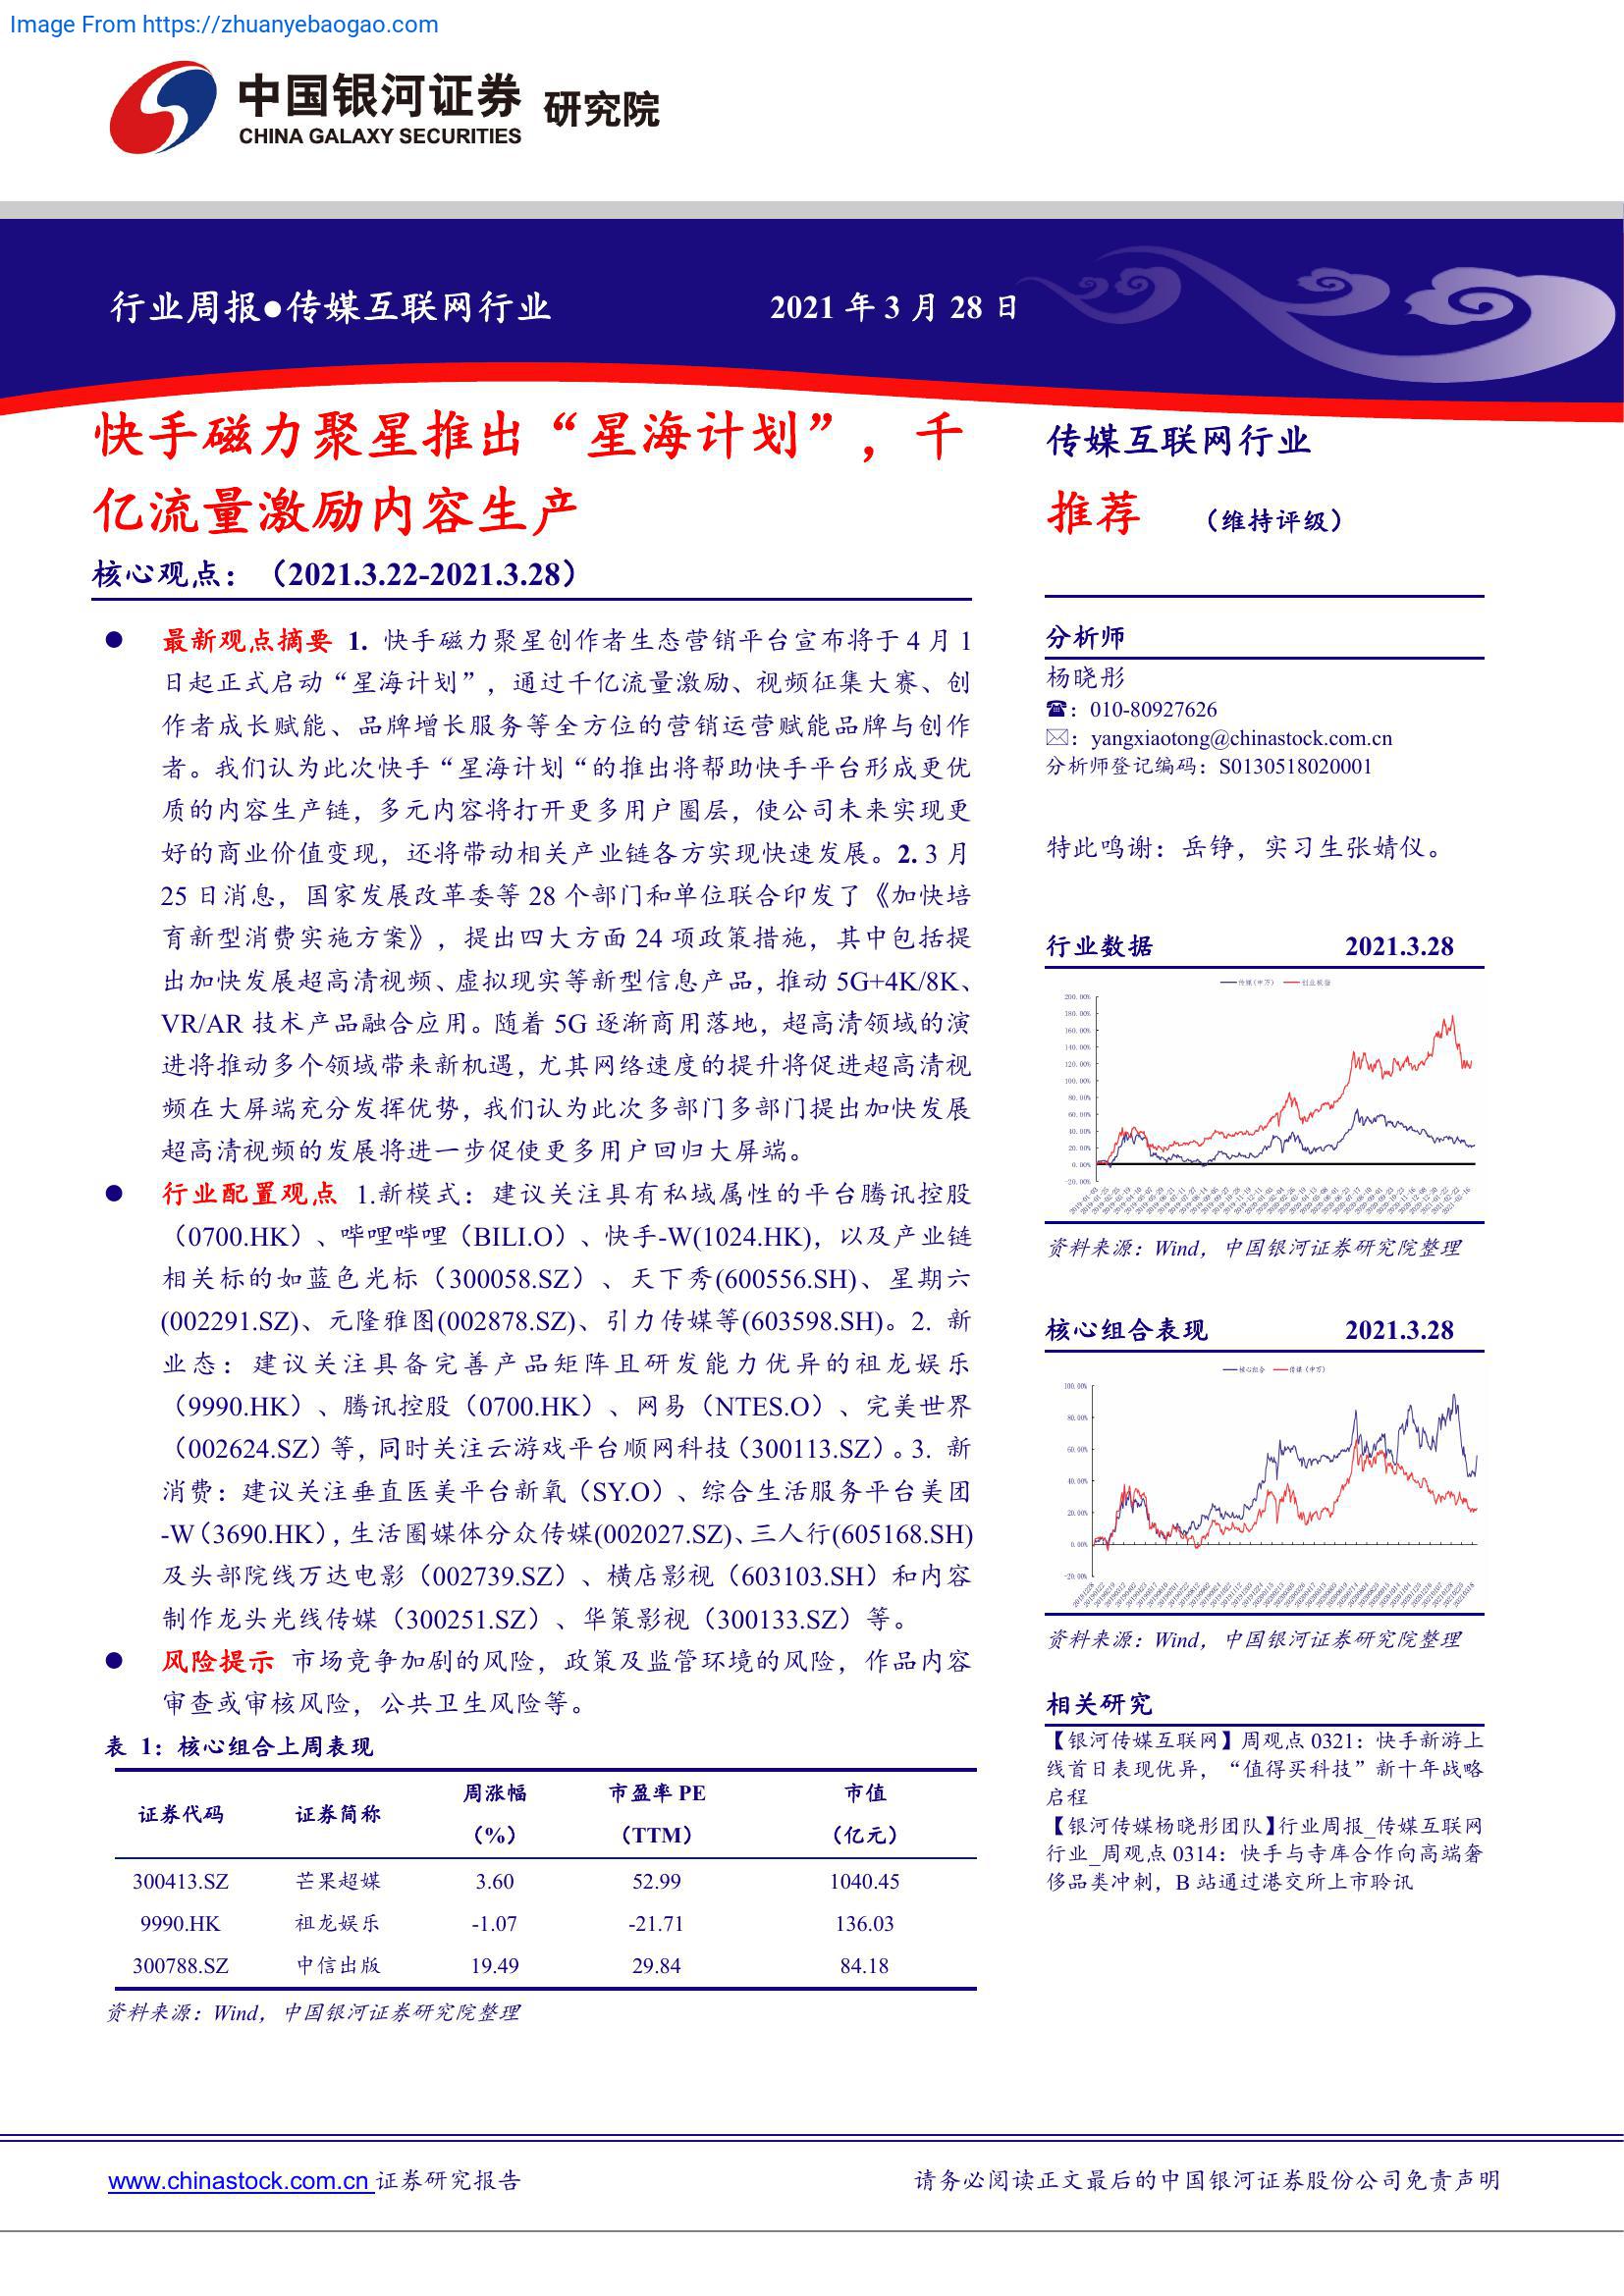 Image From https://zhuanyebaogao.com
中国银河证券 研究院
CHINA GALAXY SECURITIES
行业周报●传媒互联网行业
2021 年 3 月 28 日
快手磁力聚星推出“星海计划”，千
亿流量激励内容生产
核心观点：（2021.3.22-2021.3.28）
● 最新观点摘要 1. 快手磁力聚星创作者生态营销平台宣布将于 4 月 1
日起正式启动“星海计划”，通过千亿流量激励、视频征集大赛、创
作者成长赋能、品牌增长服务等全方位的营销运营赋能品牌与创作
者。我们认为此次快手“星海计划“的推出将帮助快手平台形成更优
质的内容生产链，多元内容将打开更多用户圈层，使公司未来实现更
好的商业价值变现，还将带动相关产业链各方实现快速发展。2. 3 月
25 日消息，国家发展改革委等 28 个部门和单位联合印发了《加快培
育新型消费实施方案》，提出四大方面 24 项政策措施，其中包括提
出加快发展超高清视频、虚拟现实等新型信息产品，推动 5G+4K/8K、
VR/AR 技术产品融合应用。随着 5G 逐渐商用落地，超高清领域的演
进将推动多个领域带来新机遇，尤其网络速度的提升将促进超高清视
频在大屏端充分发挥优势，我们认为此次多部门多部门提出加快发展
超高清视频的发展将进一步促使更多用户回归大屏端。
● 行业配置观点 1.新模式：建议关注具有私域属性的平台腾讯控股
（0700.HK）、哔哩哔哩（BILI.O）、快手-W(1024.HK)，以及产业链
相关标的如蓝色光标（300058.SZ）、天下秀(600556.SH)、星期六
(002291.SZ)、元隆雅图(002878.SZ)、引力传媒等(603598.SH)。2. 新
业态：建议关注具备完善产品矩阵且研发能力优异的祖龙娱乐
（9990.HK）、腾讯控股（0700.HK）、网易（NTES.O）、完美世界
（002624.SZ）等，同时关注云游戏平台顺网科技（300113.SZ）。3. 新
消费：建议关注垂直医美平台新氧（SY.O）、综合生活服务平台美团
-W（3690.HK），生活圈媒体分众传媒(002027.SZ)、三人行(605168.SH)
及头部院线万达电影（002739.SZ）、横店影视（603103.SH）和内容
制作龙头光线传媒（300251.SZ）、华策影视（300133.SZ）等。
● 风险提示 市场竞争加剧的风险，政策及监管环境的风险，作品内容
审查或审核风险，公共卫生风险等。
表 1：核心组合上周表现
证券代码 证券简称 周涨幅（%） 市盈率 PE（TTM） 市值（亿元）
300413.SZ 芒果超媒 3.60 52.99 1040.45
9990.HK 祖龙娱乐 -1.07 -21.71 136.03
300788.SZ 中信出版 19.49 29.84 84.18
资料来源：Wind，中国银河证券研究院整理
传媒互联网行业
推荐 （维持评级）
分析师
杨晓彤
☎：010-80927626
✉：yangxiaotong@chinastock.com.cn
分析师登记编码：S0130518020001
特此鸣谢：岳铮，实习生张婧仪。
行业数据 2021.3.28
传媒(申万) 创业板指
200.00%
180.00%
160.00%
140.00%
120.00%
100.00%
80.00%
60.00%
40.00%
20.00%
0.00%
-20.00%
资料来源：Wind，中国银河证券研究院整理
核心组合表现 2021.3.28
核心组合 传媒（申万）
100.00%
80.00%
60.00%
40.00%
20.00%
0.00%
-20.00%
资料来源：Wind，中国银河证券研究院整理
相关研究
【银河传媒互联网】周观点 0321：快手新游上
线首日表现优异，“值得买科技”新十年战略
启程
【银河传媒杨晓彤团队】行业周报_传媒互联网
行业_周观点 0314：快手与寺库合作向高端奢
侈品类冲刺，B 站通过港交所上市聆讯
www.chinastock.com.cn 证券研究报告
请务必阅读正文最后的中国银河证券股份公司免责声明